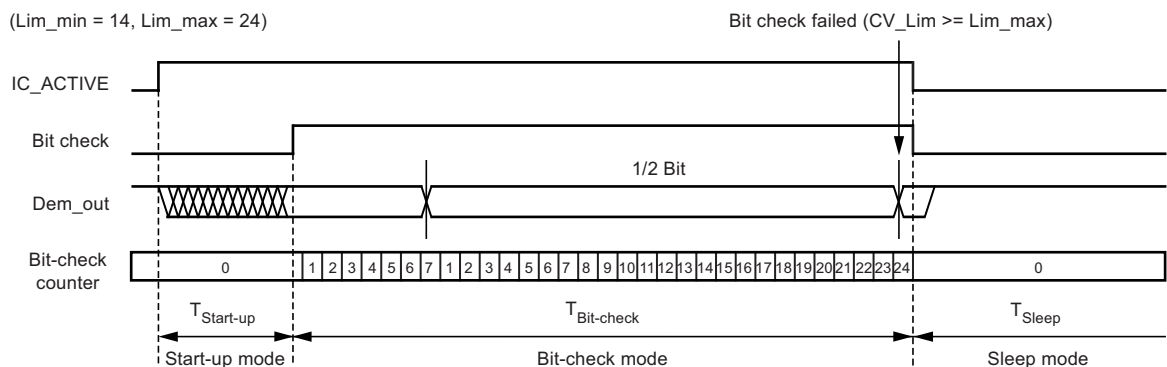 (Lim_min = 14, Lim_max = 24)
Bit check failed (CV_Lim >= Lim_max)
IC_ACTIVE
Bit check
1/2 Bit
Dem_out
Bit-check
counter
0 1 2 3 4 5 6 7 1 2 3 4 5 6 7 8 9 10 11 12 13 14 15 16 17 18 19 20 21 22 23 24 0
TStart-up TBit-check TSleep
Start-up mode Bit-check mode Sleep mode